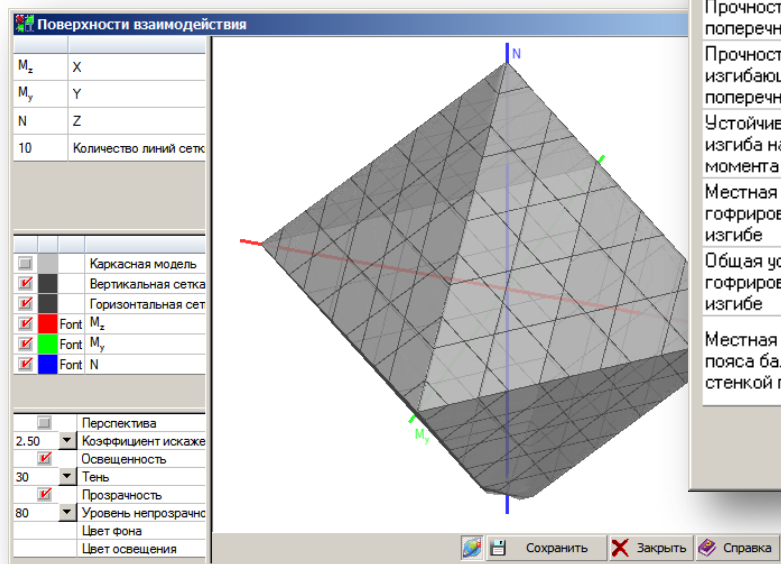 Поверхности взаимодействия
Mz X
My Y
N Z
10 Количество линий сетк
Каркасная модель
Вертикальная сетка
Горизонтальная сет
Font Mz
Font My
Font N
Перспектива
2.50 Коэффициент искаже
Освещенность
30 Тень
Прозрачность
80 Уровень непрозрачно
Цвет фона
Цвет освещения
N
My
Сохранить Закрыть Справка
Прочност
поперечн
Прочност
изгибающ
поперечн
Устойчив
изгиба на
момента
Местная
гофриров
изгибе
Общая ус
гофриров
изгибе
Местная
пояса ба
стенкой п